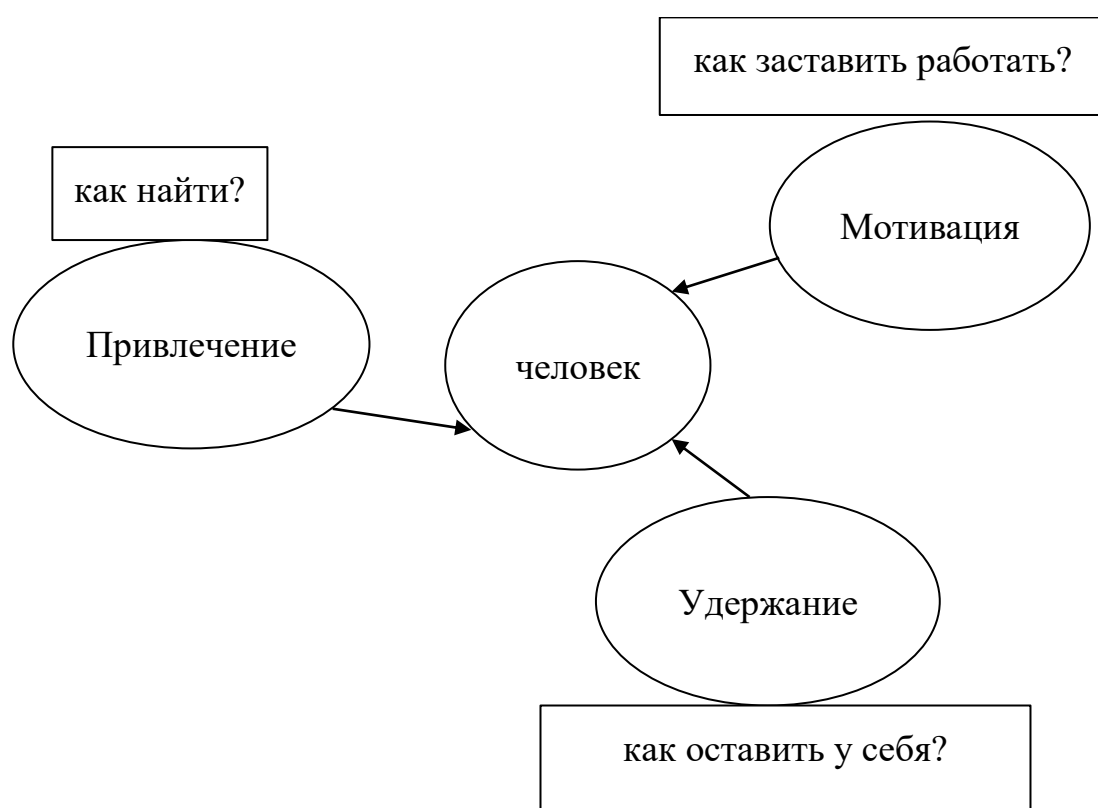 как заставить работать?
как найти?
Мотивация
Привлечение
человек
Удержание
как оставить у себя?